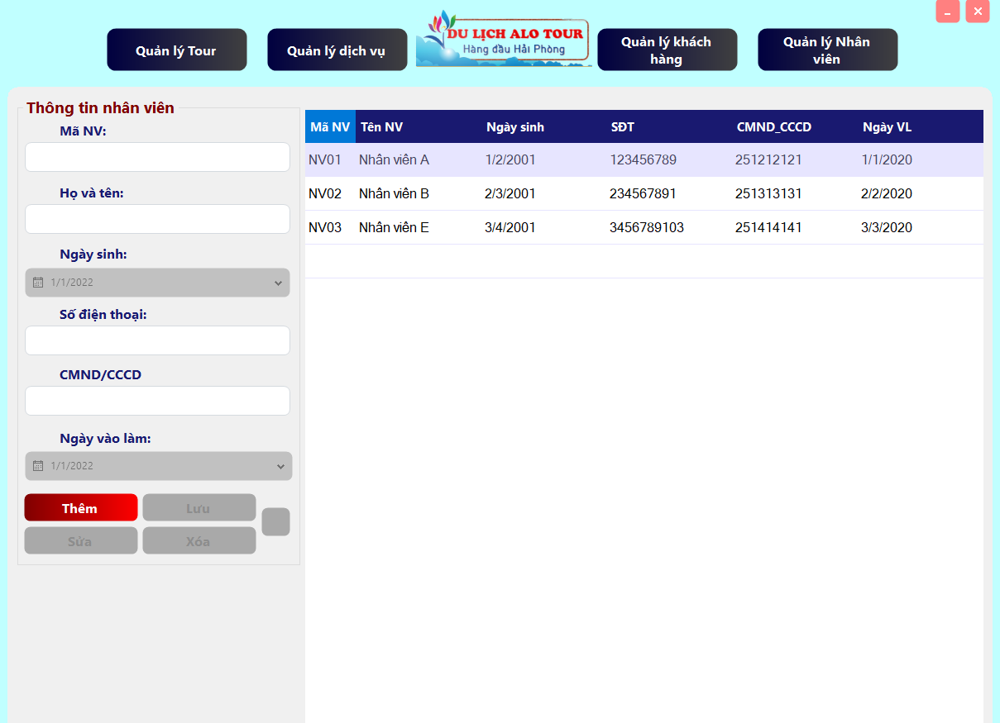 Quản lý Tour
Quản lý dịch vụ
DU LỊCH ALO TOUR
Hàng đầu Hải Phòng
Quản lý khách
hàng
Quản lý Nhân
viên
Thông tin nhân viên
Mã NV:
Họ và tên:
Ngày sinh:
1/1/2022
Số điện thoại:
CMND/CCCD
Ngày vào làm:
1/1/2022
Thêm
Lưu
Sửa
Xóa
Mã NV Tên NV Ngày sinh SĐT CMND_CCCD Ngày VL
NV01 Nhân viên A 1/2/2001 123456789 251212121 1/1/2020
NV02 Nhân viên B 2/3/2001 234567891 251313131 2/2/2020
NV03 Nhân viên E 3/4/2001 3456789103 251414141 3/3/2020